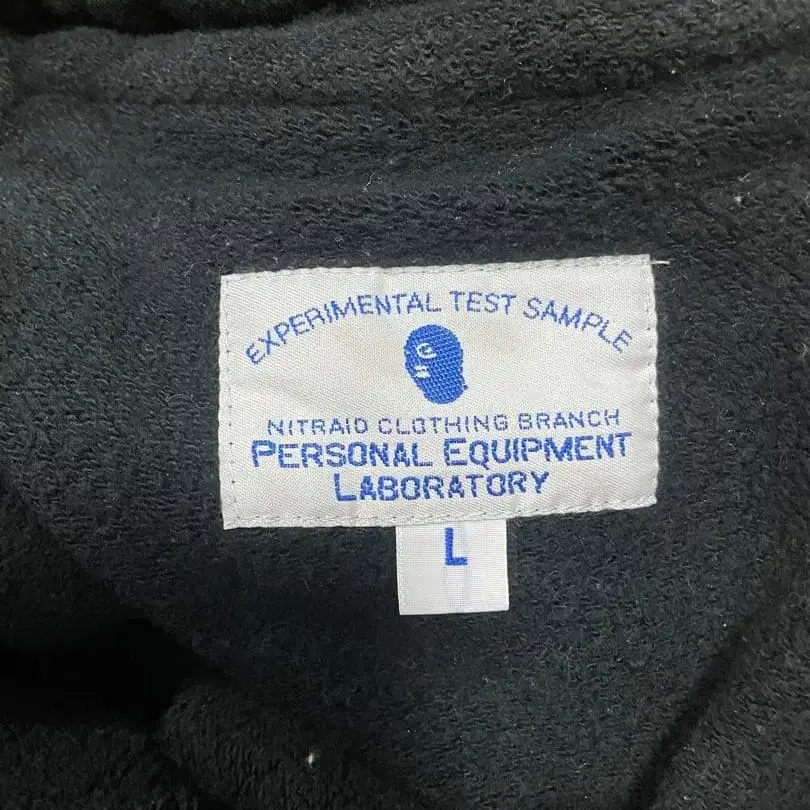 EXPERIMENTAL TEST SAMPLE
NITRAID CLOTHING BRANCH
PERSONAL EQUIPMENT
LABORATORY
L